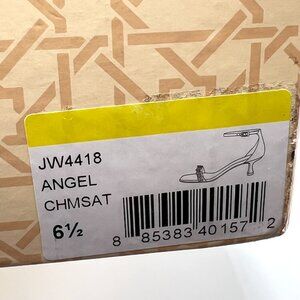 JW4418
ANGEL
CHMSAT
6½
8 85383 40157 2